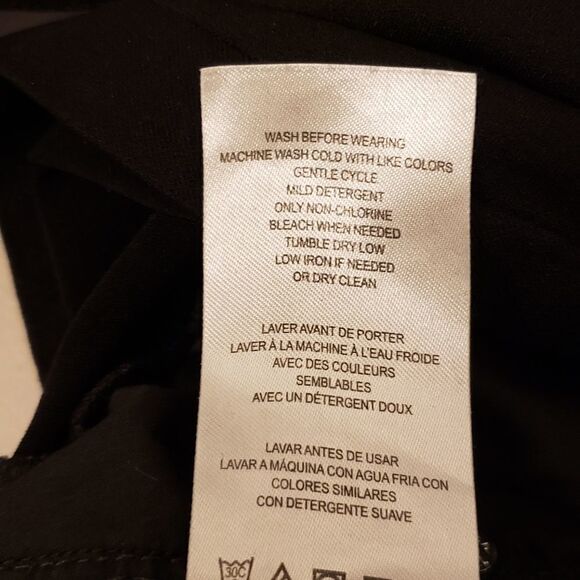 WASH BEFORE WEARING
MACHINE WASH COLD WITH LIKE COLORS
GENTLE CYCLE
MILD DETERGENT
ONLY NON-CHLORINE
BLEACH WHEN NEEDED
TUMBLE DRY LOW
LOW IRON IF NEEDED
OR DRY CLEAN
LAVER AVANT DE PORTER
LAVER À LA MACHINE À L'EAU FROIDE
AVEC DES COULEURS
SEMBLABLES
AVEC UN DÉTERGENT DOUX
LAVAR ANTES DE USAR
LAVAR A MÁQUINA CON AGUA FRIA CON
COLORES SIMILARES
CON DETERGENTE SUAVE
30C